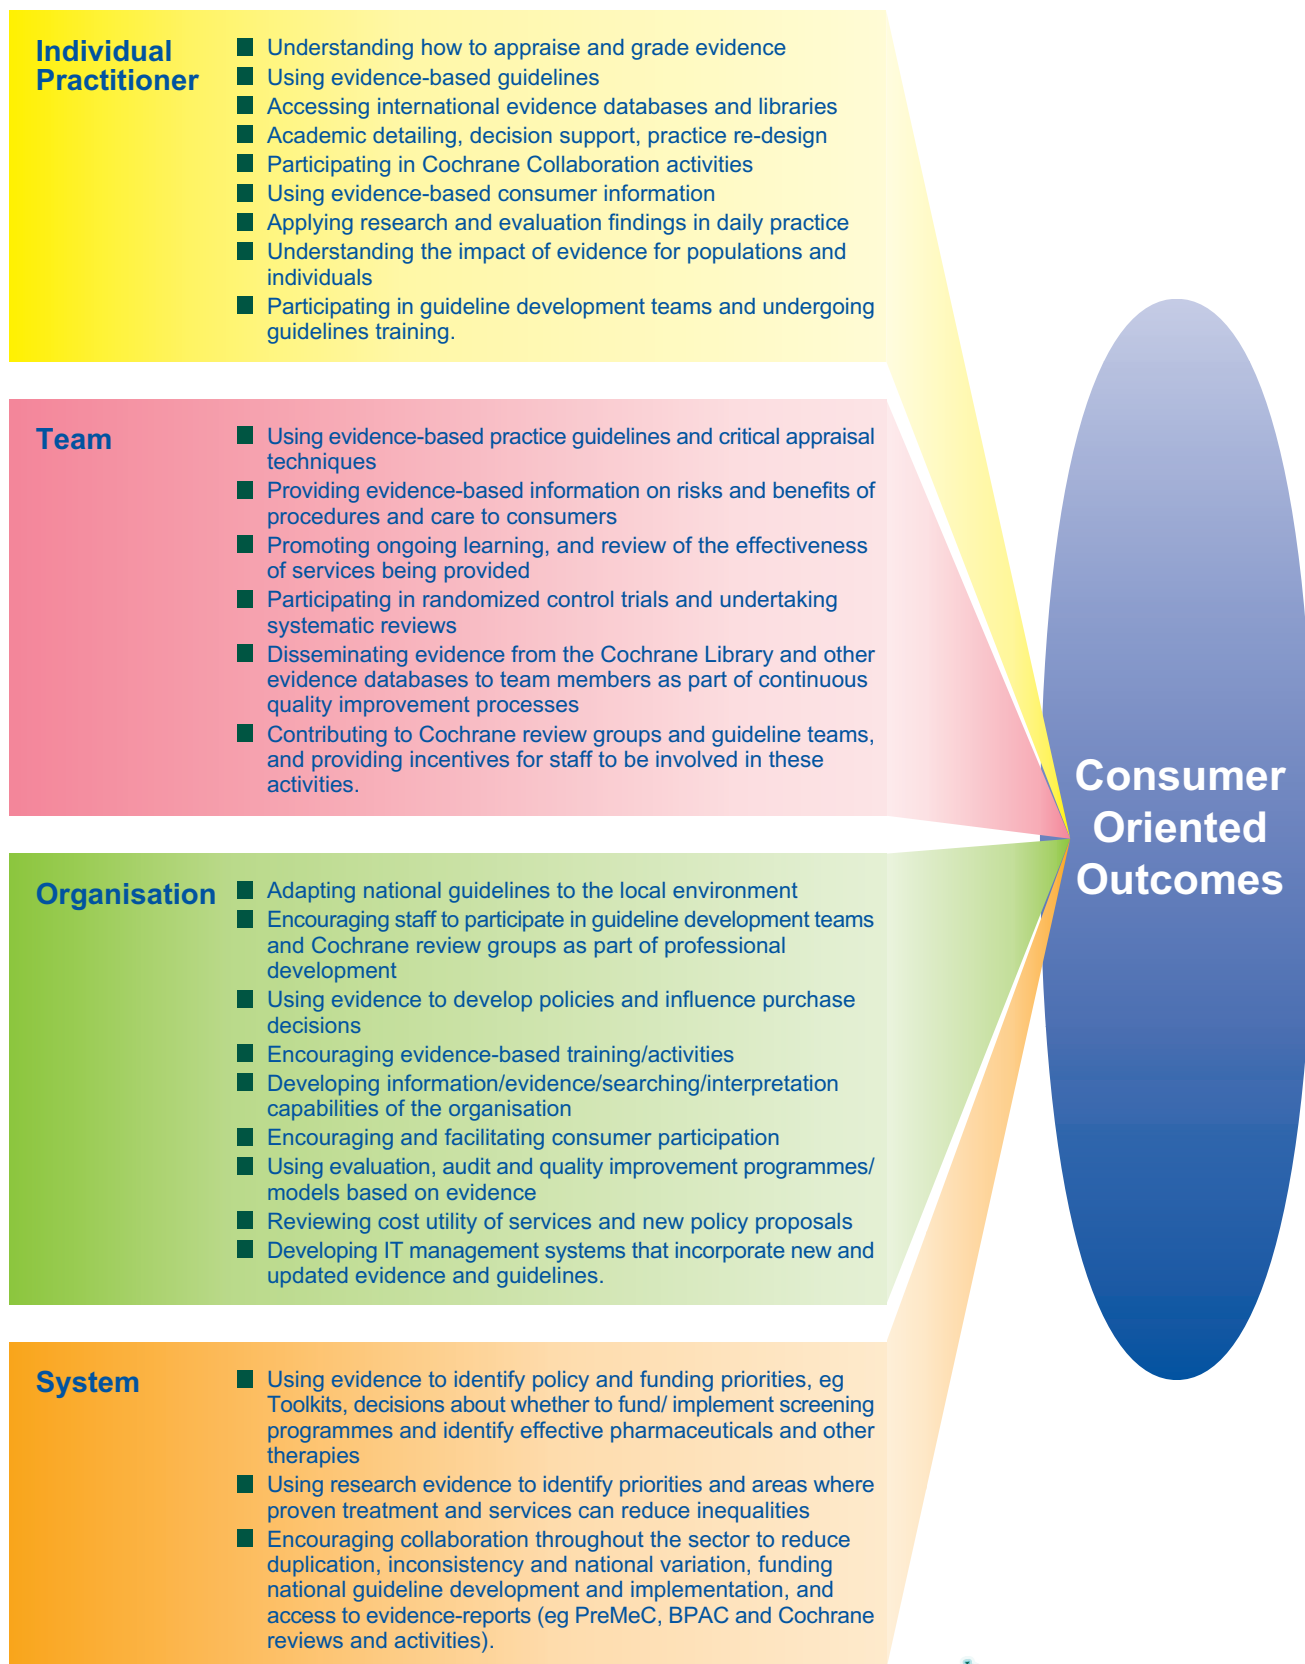 Individual
Practitioner
Understanding how to appraise and grade evidence
Using evidence-based guidelines
Accessing international evidence databases and libraries
Academic detailing, decision support, practice re-design
Participating in Cochrane Collaboration activities
Using evidence-based consumer information
Applying research and evaluation findings in daily practice
Understanding the impact of evidence for populations and
individuals
Participating in guideline development teams and undergoing
guidelines training.
Team
Using evidence-based practice guidelines and critical appraisal
techniques
Providing evidence-based information on risks and benefits of
procedures and care to consumers
Promoting ongoing learning, and review of the effectiveness
of services being provided
Participating in randomized control trials and undertaking
systematic reviews
Disseminating evidence from the Cochrane Library and other
evidence databases to team members as part of continuous
quality improvement processes
Contributing to Cochrane review groups and guideline teams,
and providing incentives for staff to be involved in these
activities.
Organisation
Adapting national guidelines to the local environment
Encouraging staff to participate in guideline development teams
and Cochrane review groups as part of professional
development
Using evidence to develop policies and influence purchase
decisions
Encouraging evidence-based training/activities
Developing information/evidence/searching/interpretation
capabilities of the organisation
Encouraging and facilitating consumer participation
Using evaluation, audit and quality improvement programmes/
models based on evidence
Reviewing cost utility of services and new policy proposals
Developing IT management systems that incorporate new and
updated evidence and guidelines.
System
Using evidence to identify policy and funding priorities, eg
Toolkits, decisions about whether to fund/ implement screening
programmes and identify effective pharmaceuticals and other
therapies
Using research evidence to identify priorities and areas where
proven treatment and services can reduce inequalities
Encouraging collaboration throughout the sector to reduce
duplication, inconsistency and national variation, funding
national guideline development and implementation, and
access to evidence-reports (eg PreMeC, BPAC and Cochrane
reviews and activities).
Consumer
Oriented
Outcomes